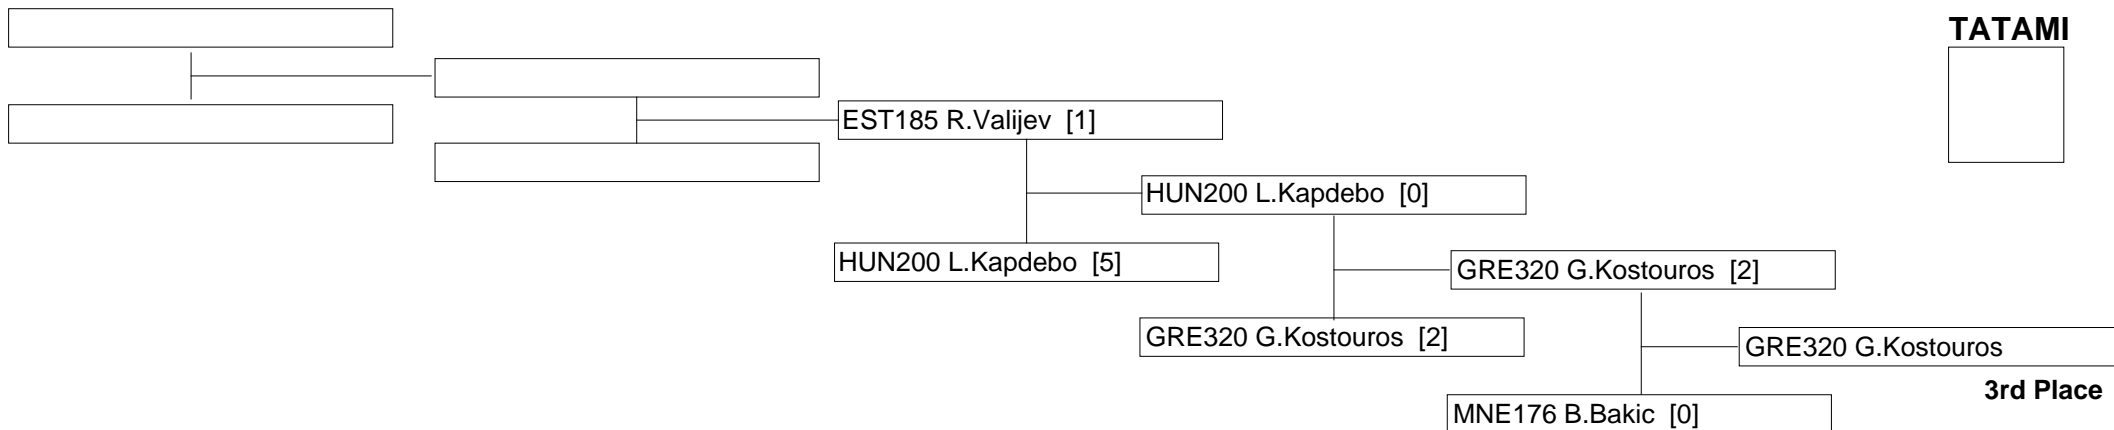 TATAMI
EST185 R.Valijev [1]
HUN200 L.Kapdebo [0]
HUN200 L.Kapdebo [5]
GRE320 G.Kostouros [2]
GRE320 G.Kostouros [2]
GRE320 G.Kostouros
3rd Place
MNE176 B.Bakic [0]